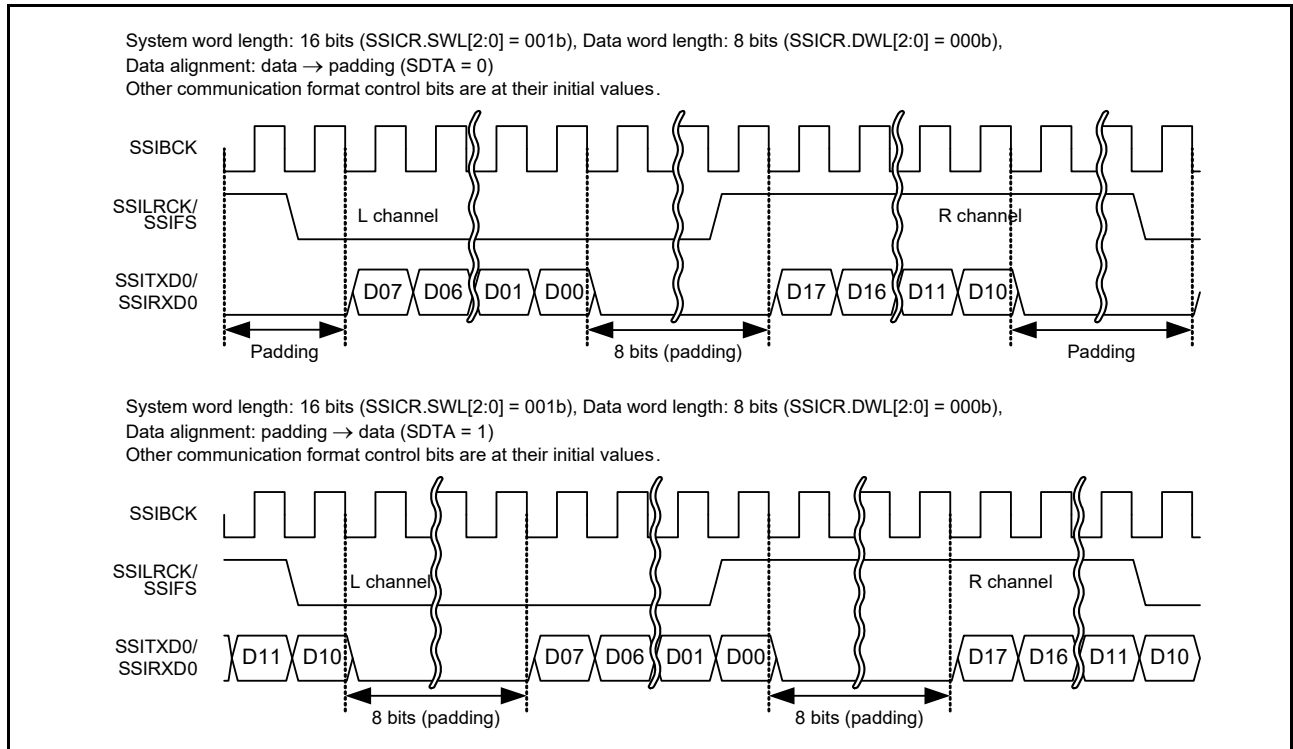 System word length: 16 bits (SSICR.SWL[2:0] = 001b), Data word length: 8 bits (SSICR.DWL[2:0] = 000b),
Data alignment: data → padding (SDTA = 0)
Other communication format control bits are at their initial values.
SSIBCK
SSILRCK/
SSIFS
L channel
R channel
SSITXD0/
SSIRXD0
D07 D06 D01 D00 D17 D16 D11 D10
Padding 8 bits (padding) Padding
System word length: 16 bits (SSICR.SWL[2:0] = 001b), Data word length: 8 bits (SSICR.DWL[2:0] = 000b),
Data alignment: padding → data (SDTA = 1)
Other communication format control bits are at their initial values.
SSIBCK
SSILRCK/
SSIFS
L channel
R channel
SSITXD0/
SSIRXD0
D11 D10 D07 D06 D01 D00 D17 D16 D11 D10
8 bits (padding) 8 bits (padding)